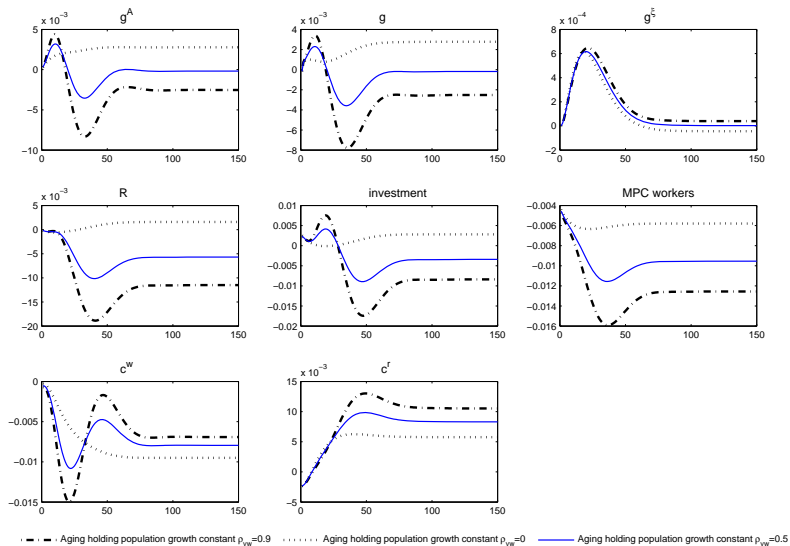 g^A g g^ξ
x 10^-3 x 10^-3 x 10^-4
5 4 8
2 6
0 0 4
-2 2
-5 -4 0
-6
-10 -8 -2
0 50 100 150 0 50 100 150 0 50 100 150
R investment MPC workers
x 10^-3
5 0.01 -0.004
0 0.005 -0.006
-5 0 -0.008
-0.005 -0.01
-10 -0.01 -0.012
-15 -0.015 -0.014
-20 -0.02 -0.016
0 50 100 150 0 50 100 150 0 50 100 150
c^w c^r
x 10^-3
0 15
10
-0.005 5
-0.01 0
-0.015 -5
0 50 100 150 0 50 100 150
Aging holding population growth constant ρ_vw=0.9 Aging holding population growth constant ρ_vw=0 Aging holding population growth constant ρ_vw=0.5